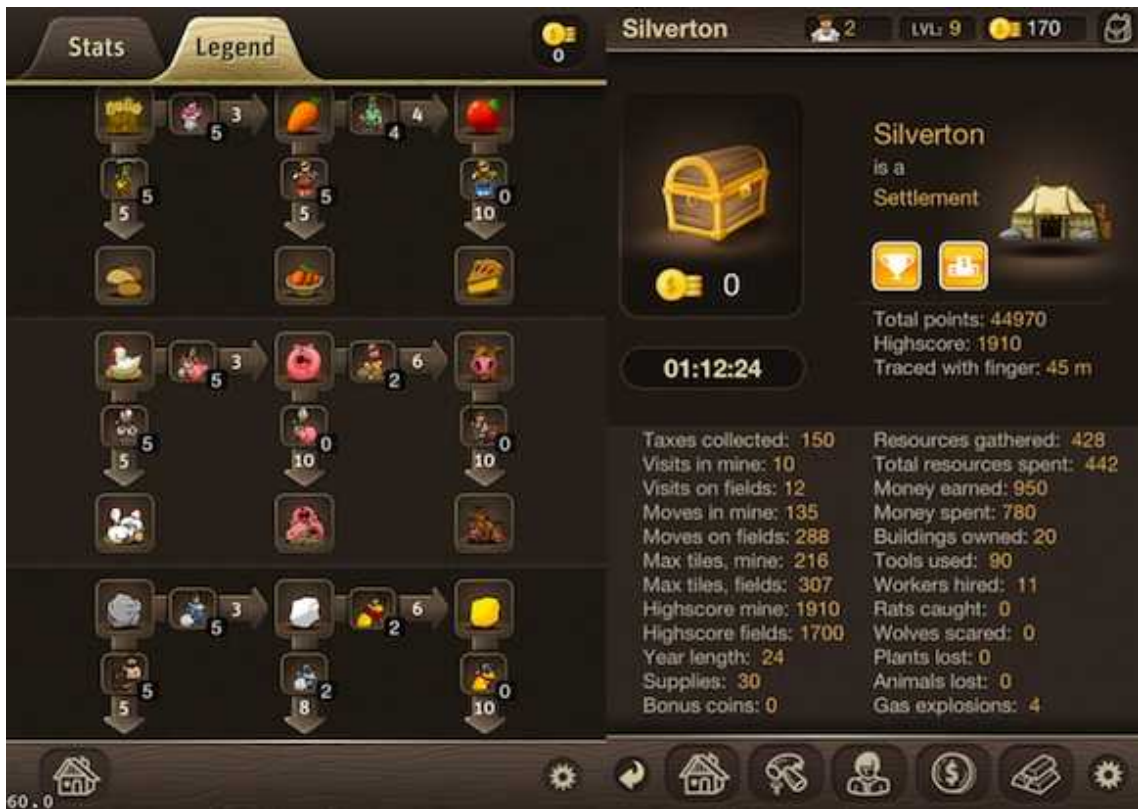 Stats
Legend
0
5 3
4 4
5
5
5
5
0
10
5 3
2 6
5
5
0
10
0
10
5 3
2 6
5
5
2
8
0
10
60.0
Silverton
2
LVL: 9
170
Silverton
is a
Settlement
0
01:12:24
Total points: 44970
Highscore: 1910
Traced with finger: 45 m
Taxes collected: 150
Visits in mine: 10
Visits on fields: 12
Moves in mine: 135
Moves on fields: 288
Max tiles, mine: 216
Max tiles, fields: 307
Highscore mine: 1910
Highscore fields: 1700
Year length: 24
Supplies: 30
Bonus coins: 0
Resources gathered: 428
Total resources spent: 442
Money earned: 950
Money spent: 780
Buildings owned: 20
Tools used: 90
Workers hired: 11
Rats caught: 0
Wolves scared: 0
Plants lost: 0
Animals lost: 0
Gas explosions: 4